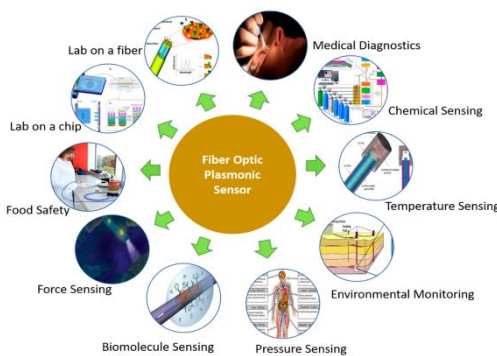 Lab on a fiber
Medical Diagnostics
Lab on a chip
Chemical Sensing
Fiber Optic
Plasmonic
Sensor
Food Safety
Temperature Sensing
Force Sensing
Environmental Monitoring
Biomolecule Sensing
Pressure Sensing